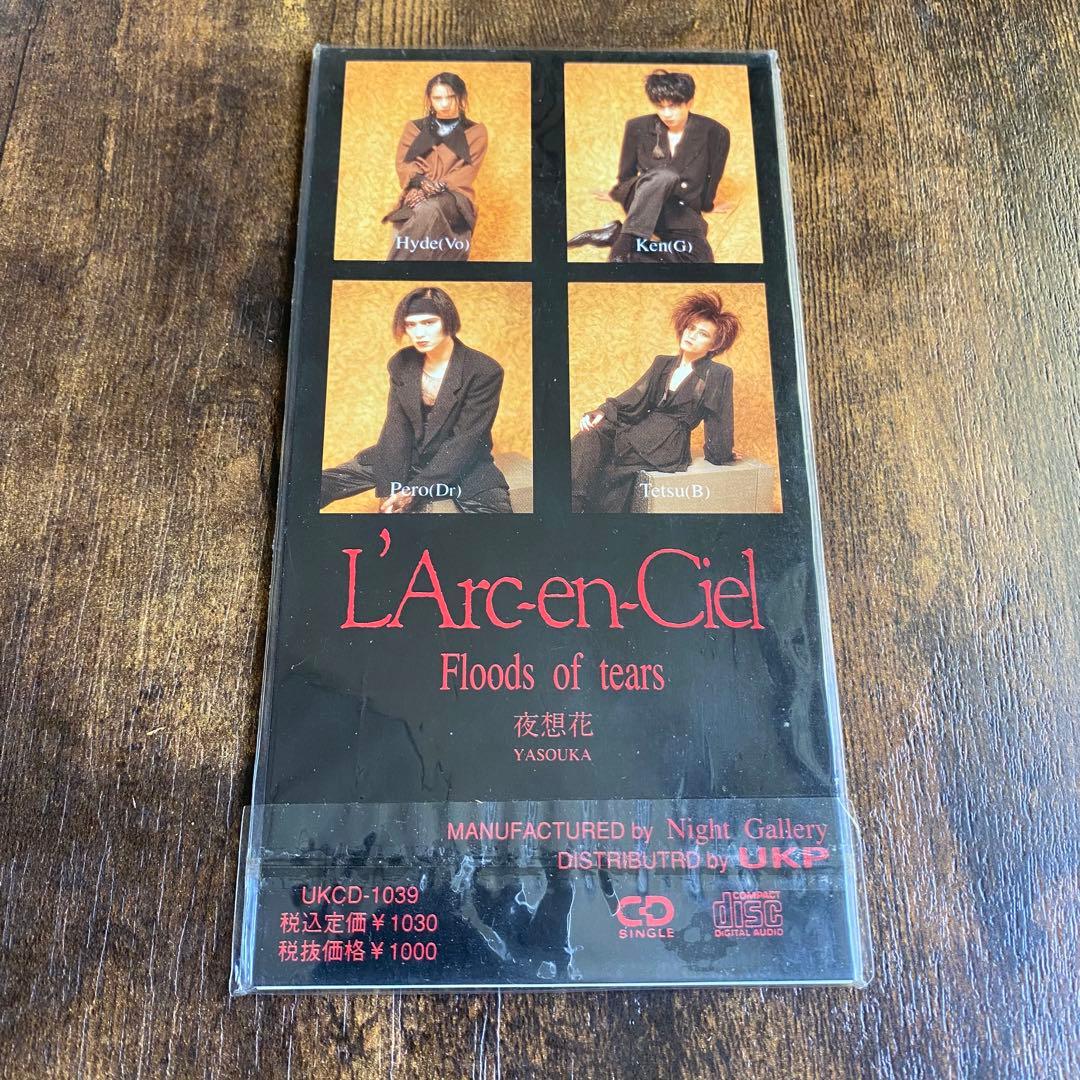 Hyde(Vo)
Ken(G)
Pero(Dr)
Tetsu(B)
L'Arc-en-Ciel
Floods of tears
夜想花
YASOUKA
MANUFACTURED by Night Gallery
DISTRIBUTRD by UKP
UKCD-1039
税込定価¥1030
税抜価格¥1000
CD
SINGLE
COMPACT
disc
DIGITAL AUDIO